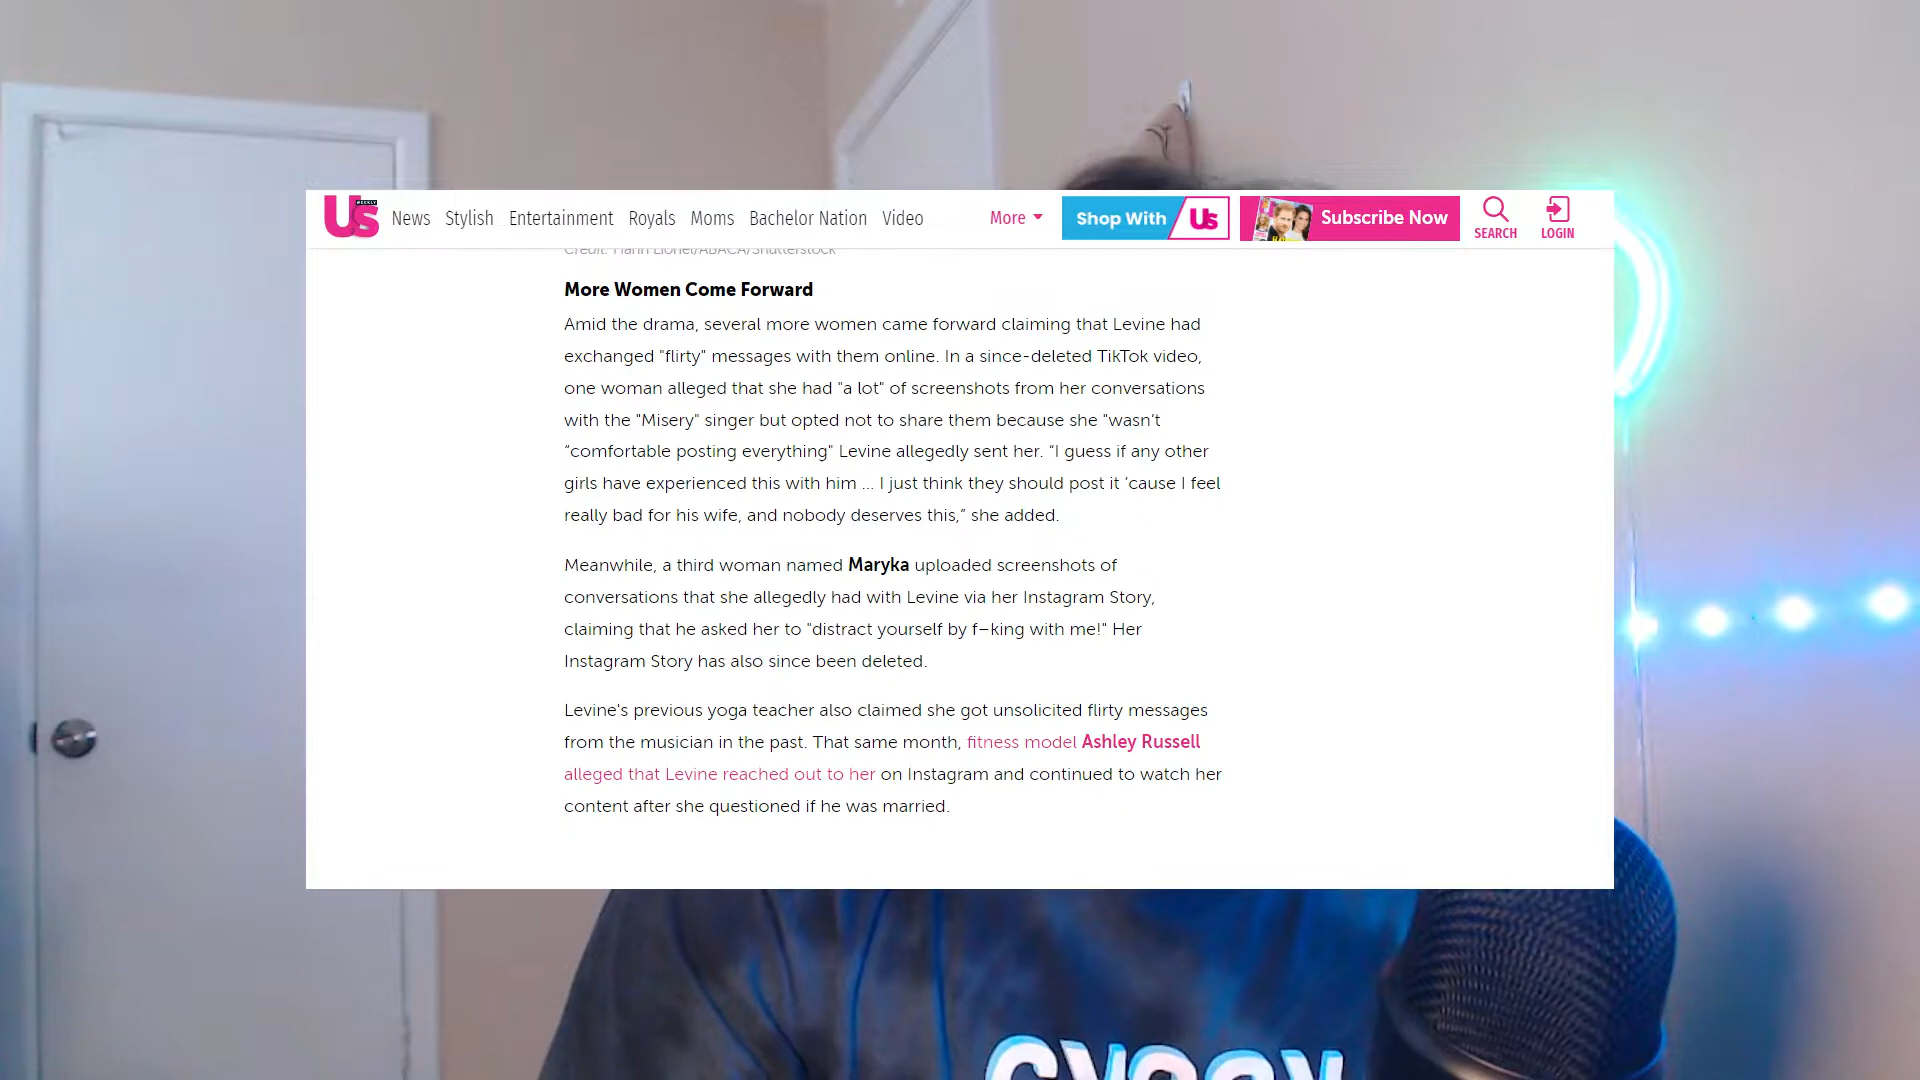 Us WEEKLY News Stylish Entertainment Royals Moms Bachelor Nation Video More Shop With Us Subscribe Now SEARCH LOGIN
Credit: Hahn Lionel/ABACA/Shutterstock
More Women Come Forward
Amid the drama, several more women came forward claiming that Levine had
exchanged "flirty" messages with them online. In a since-deleted TikTok video,
one woman alleged that she had "a lot" of screenshots from her conversations
with the "Misery" singer but opted not to share them because she "wasn’t
“comfortable posting everything" Levine allegedly sent her. “I guess if any other
girls have experienced this with him ... I just think they should post it ‘cause I feel
really bad for his wife, and nobody deserves this,” she added.
Meanwhile, a third woman named Maryka uploaded screenshots of
conversations that she allegedly had with Levine via her Instagram Story,
claiming that he asked her to "distract yourself by f–king with me!" Her
Instagram Story has also since been deleted.
Levine's previous yoga teacher also claimed she got unsolicited flirty messages
from the musician in the past. That same month, fitness model Ashley Russell
alleged that Levine reached out to her on Instagram and continued to watch her
content after she questioned if he was married.